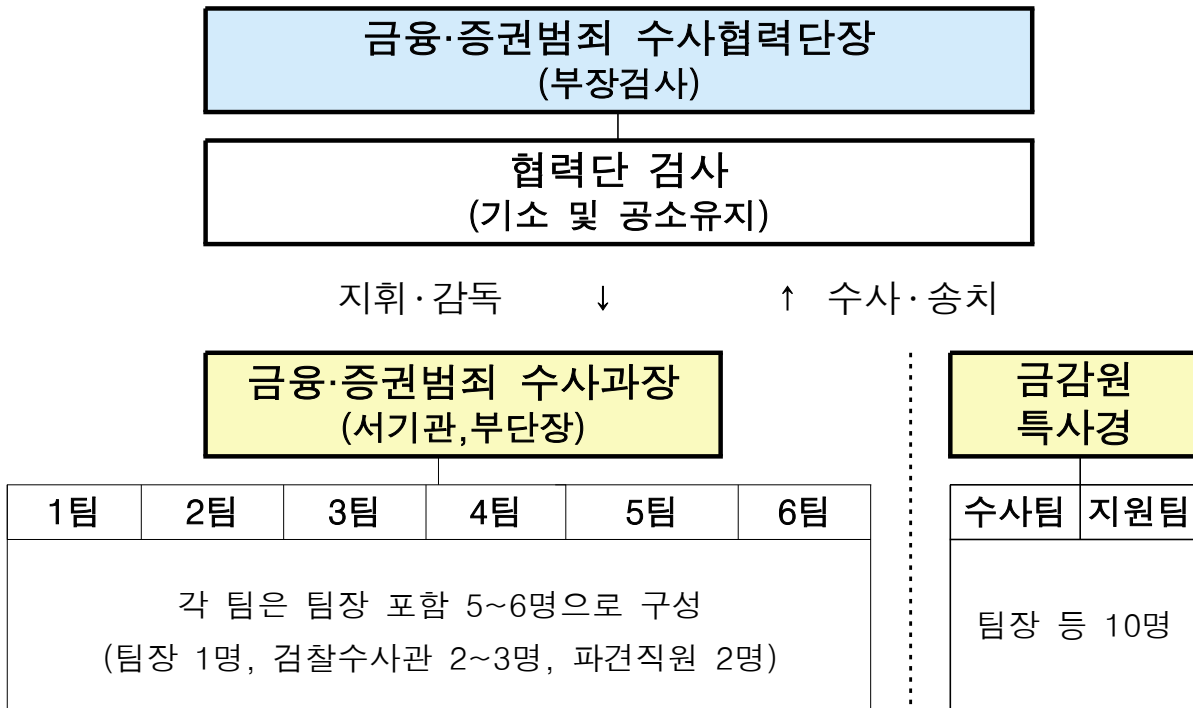 금융·증권범죄 수사협력단장
(부장검사)
협력단 검사
(기소 및 공소유지)
지휘·감독 ↓ ↑ 수사·송치
금융·증권범죄 수사과장
(서기관,부단장)
금감원
특사경
1팀 2팀 3팀 4팀 5팀 6팀
수사팀 지원팀
각 팀은 팀장 포함 5~6명으로 구성
(팀장 1명, 검찰수사관 2~3명, 파견직원 2명)
팀장 등 10명